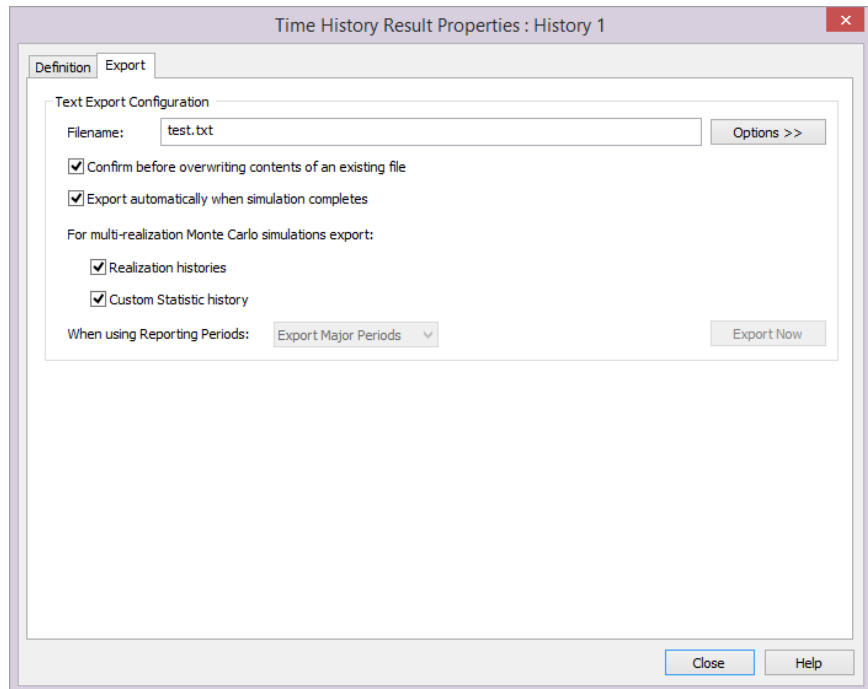 Time History Result Properties : History 1
Definition Export
Text Export Configuration
Filename: test.txt Options >>
Confirm before overwriting contents of an existing file
Export automatically when simulation completes
For multi-realization Monte Carlo simulations export:
Realization histories
Custom Statistic history
When using Reporting Periods: Export Major Periods Export Now
Close Help